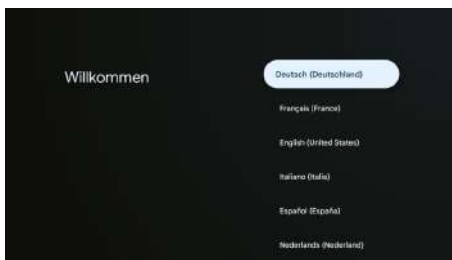 Willkommen
Deutsch (Deutschland)
Français (France)
English (United States)
Italiano (Italia)
Español (España)
Nederlands (Nederland)